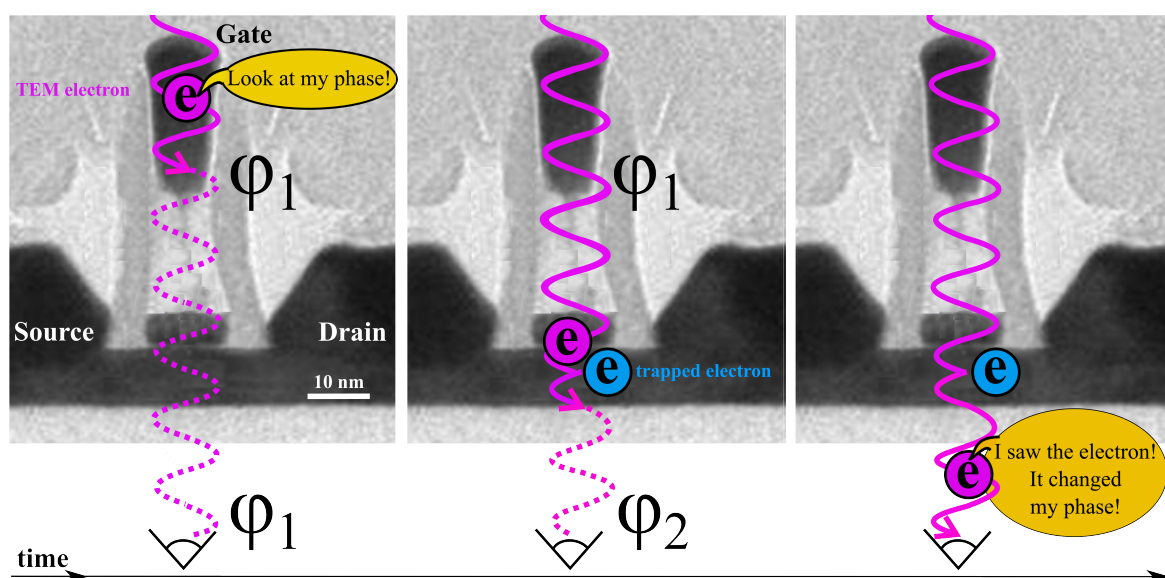 Gate
Look at my phase!
TEM electron
e
φ1
Source
Drain
10 nm
φ1
time
φ1
e
e
trapped electron
φ2
e
I saw the electron!
It changed
e
my phase!